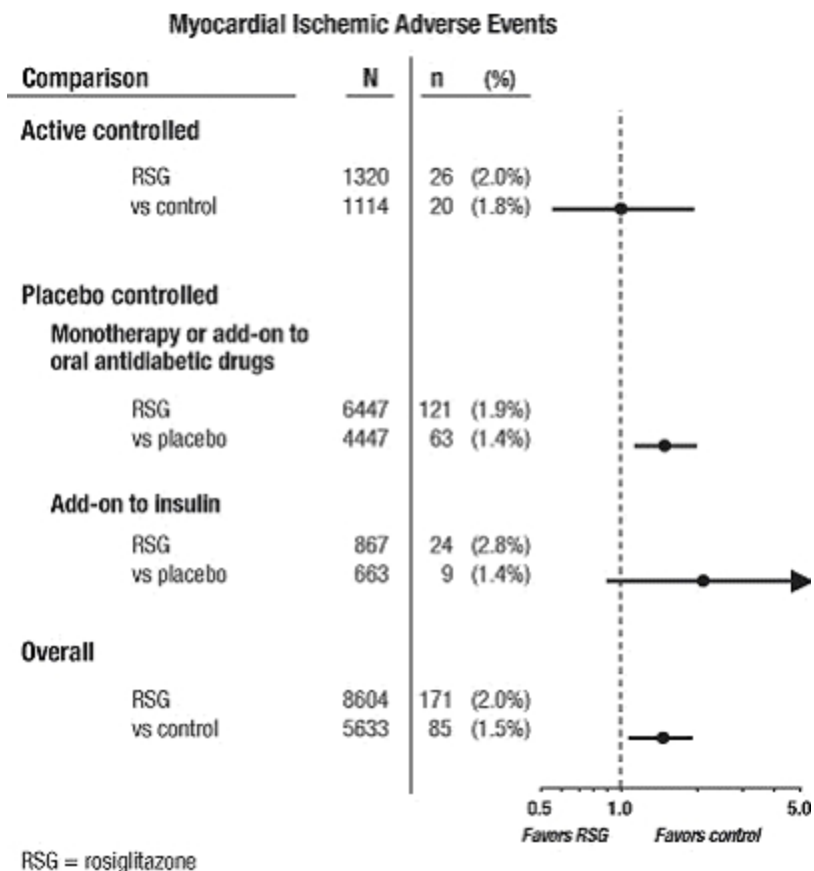 Myocardial Ischemic Adverse Events
Comparison N n (%)
Active controlled
RSG 1320 26 (2.0%)
vs control 1114 20 (1.8%)
Placebo controlled
Monotherapy or add-on to
oral antidiabetic drugs
RSG 6447 121 (1.9%)
vs placebo 4447 63 (1.4%)
Add-on to insulin
RSG 867 24 (2.8%)
vs placebo 663 9 (1.4%)
Overall
RSG 8604 171 (2.0%)
vs control 5633 85 (1.5%)
0.5 1.0 5.0
Favors RSG Favors control
RSG = rosiglitazone